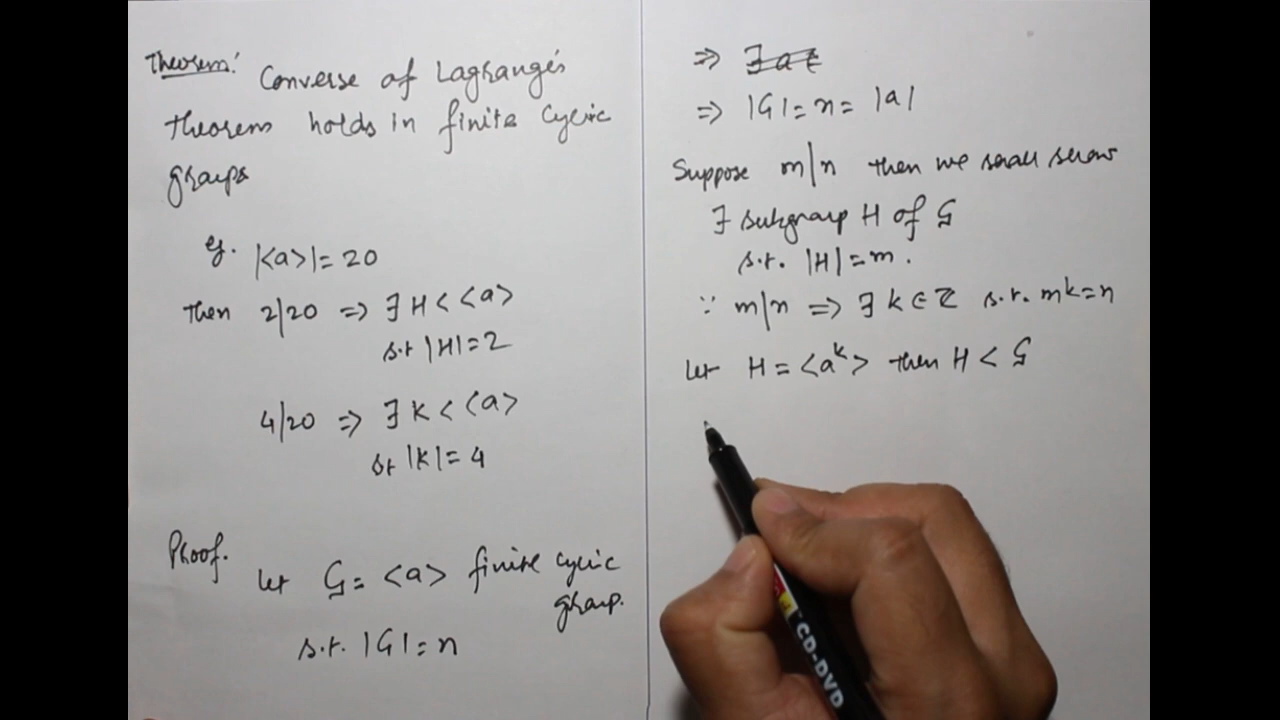 Theorem: Converse of Lagrange's
theorem holds in finite cyclic
groups
eg. |<a>| = 20
then 2/20 => ∃ H < <a>
s.t |H| = 2
4/20 => ∃ K < <a>
st |K| = 4
Proof. Let G = <a> finite cyclic
group.
s.t. |G| = n
=> ∃ a t
=> |G| = n = |a|
Suppose m|n then we shall show
∃ subgroup H of G
s.t. |H| = m.
∵ m|n => ∃ k ∈ Z s.t. mk = n
Let H = <a^k> then H < G
CD-DVD